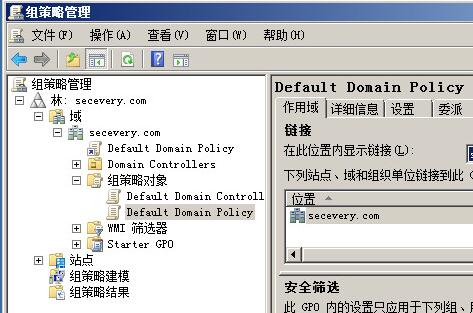 组策略管理
文件(F) 操作(A) 查看(V) 窗口(W) 帮助(H)
组策略管理
林: secevery.com
域
secevery.com
Default Domain Policy
Domain Controllers
组策略对象
Default Domain Controll
Default Domain Policy
WMI 筛选器
Starter GPO
站点
组策略建模
组策略结果
Default Domain Policy
作用域 详细信息 设置 委派
链接
在此位置内显示链接(L):
下列站点、域和组织单位链接到此
位置
secevery.com
安全筛选
此 GPO 内的设置只应用于下列组、